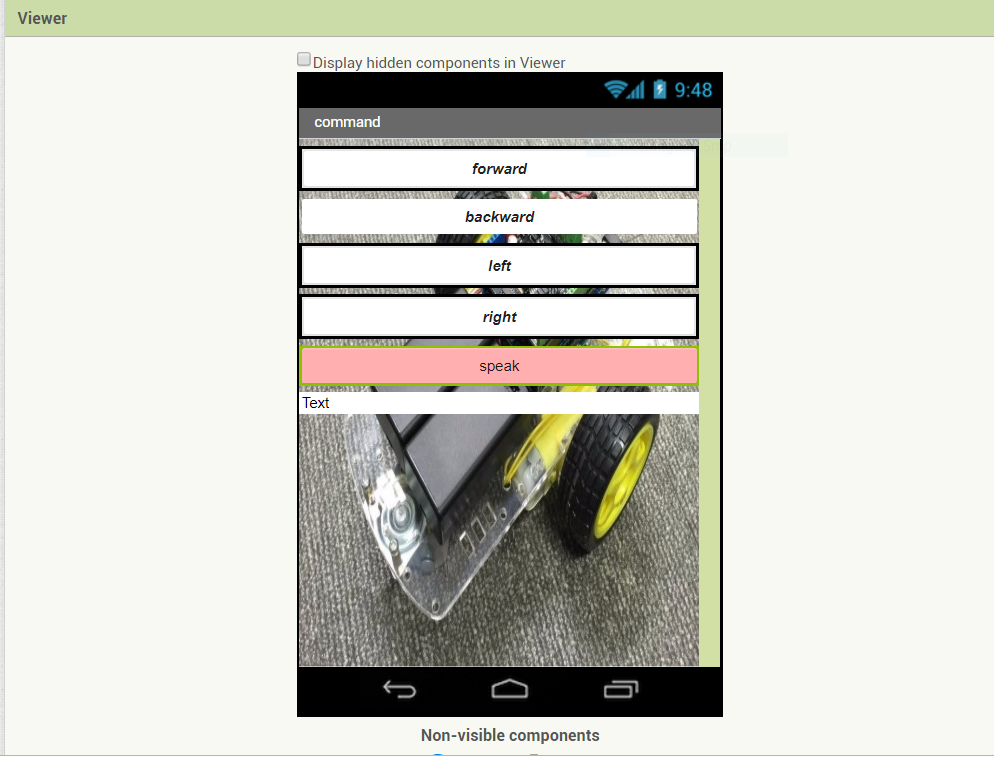 Viewer
Display hidden components in Viewer
9:48
command
forward
backward
left
right
speak
Text
Non-visible components